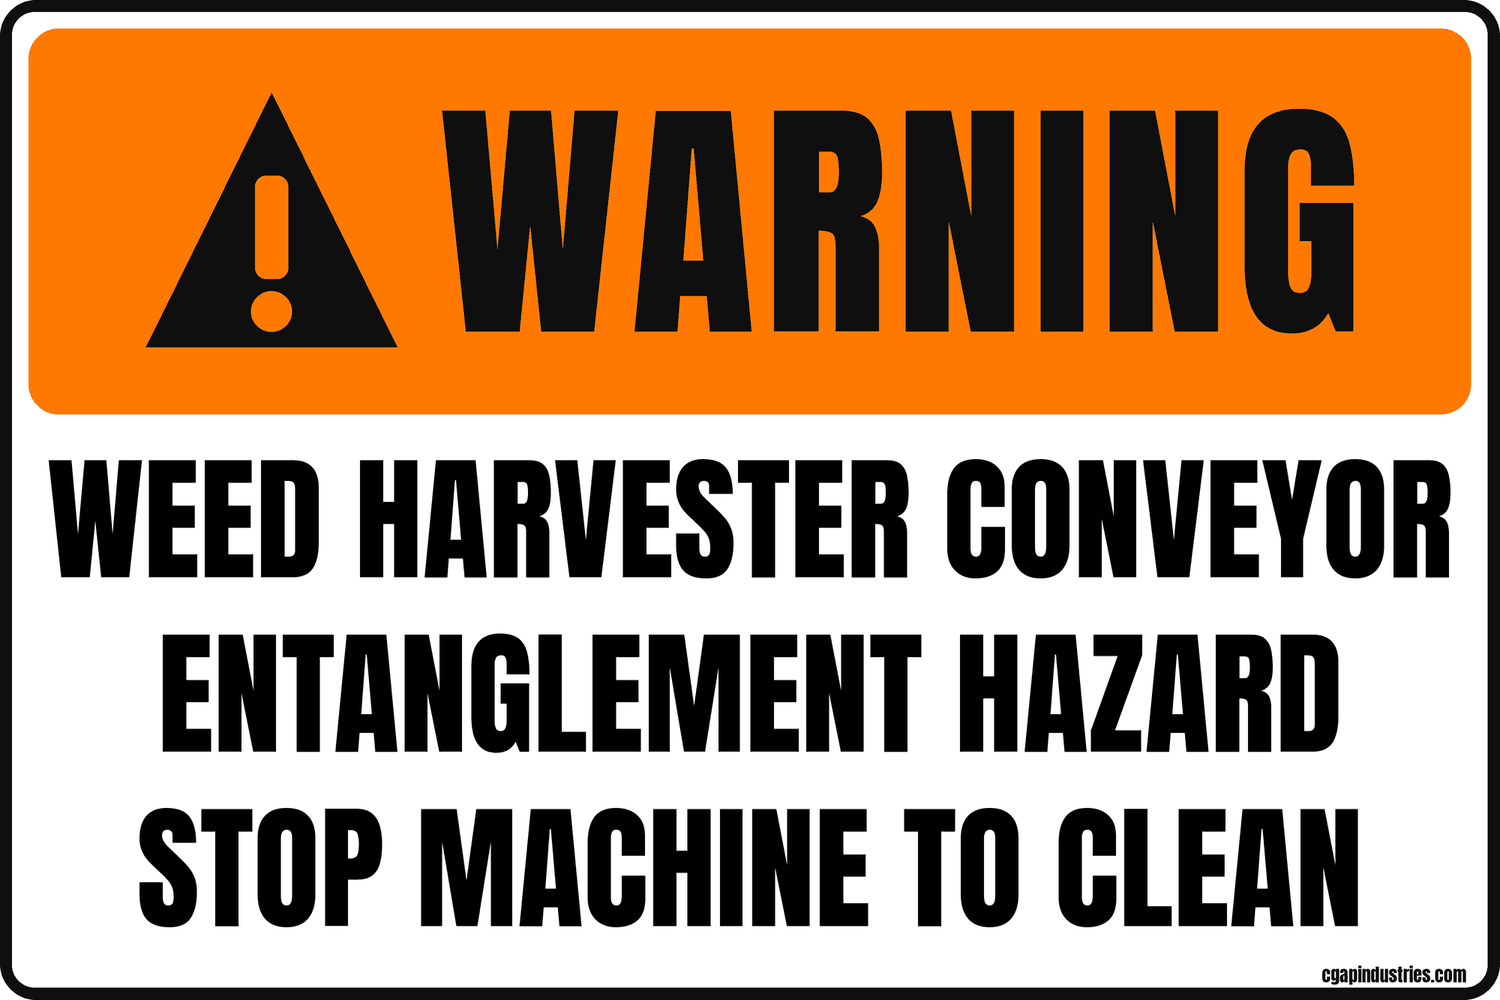 WARNING
WEED HARVESTER CONVEYOR
ENTANGLEMENT HAZARD
STOP MACHINE TO CLEAN
cgapindustries.com